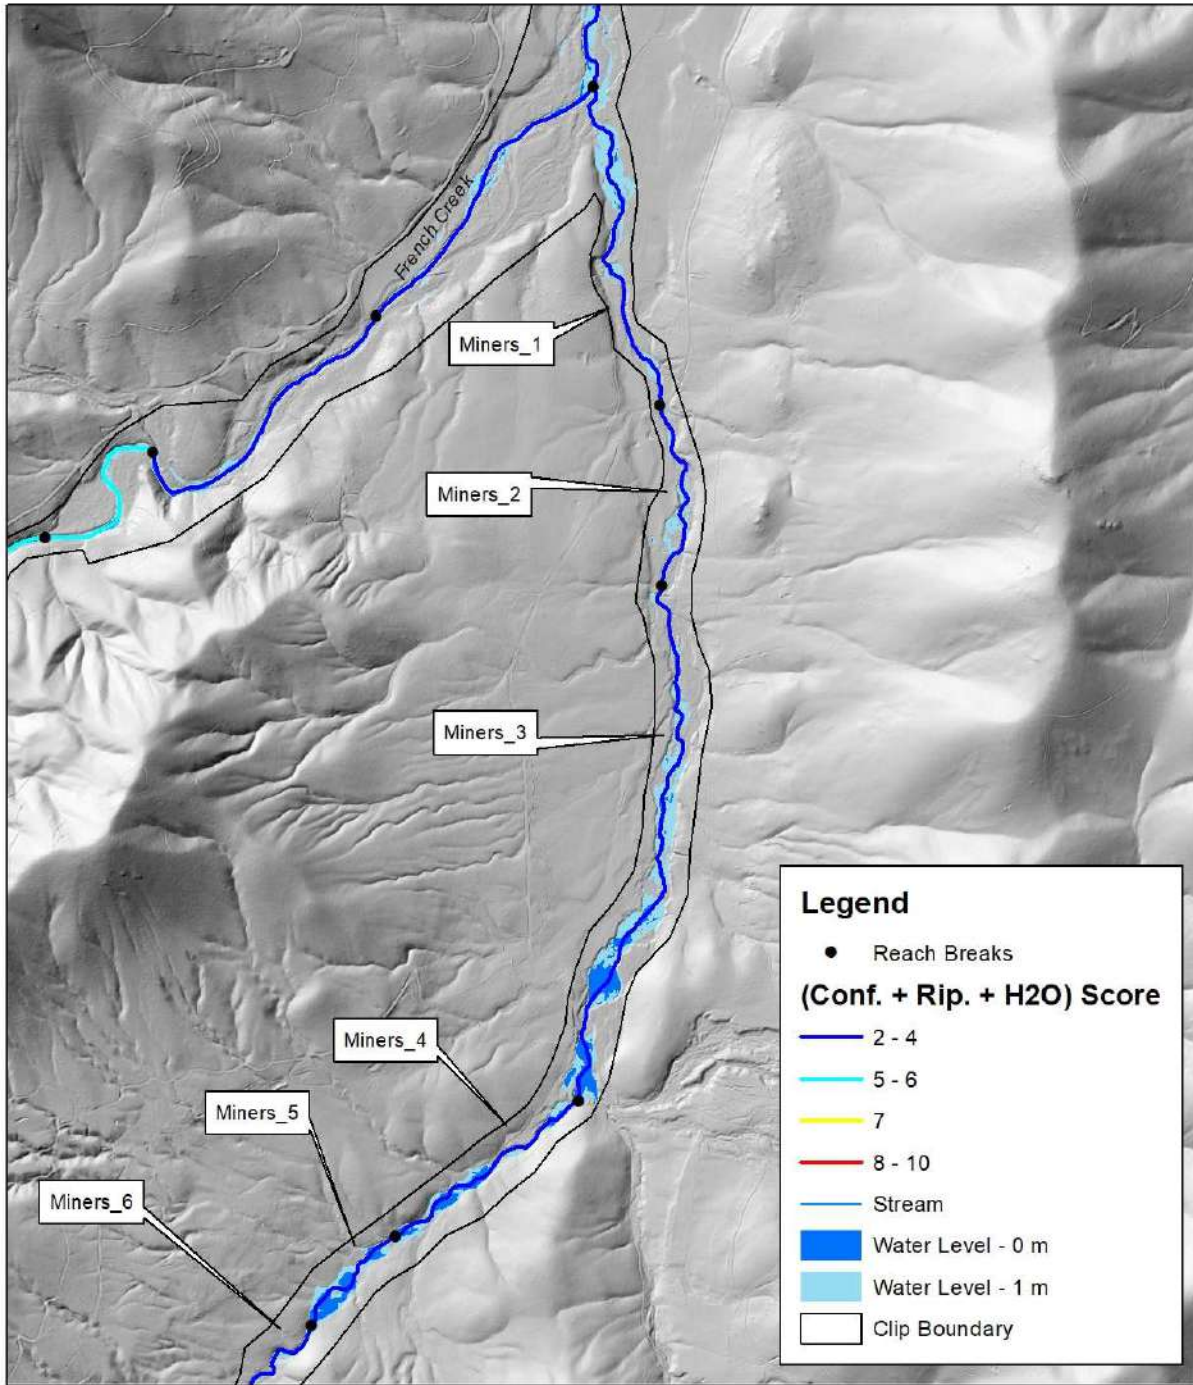 French Creek
Miners_1
Miners_2
Miners_3
Miners_4
Miners_5
Miners_6
Legend
Reach Breaks
(Conf. + Rip. + H2O) Score
2 - 4
5 - 6
7
8 - 10
Stream
Water Level - 0 m
Water Level - 1 m
Clip Boundary